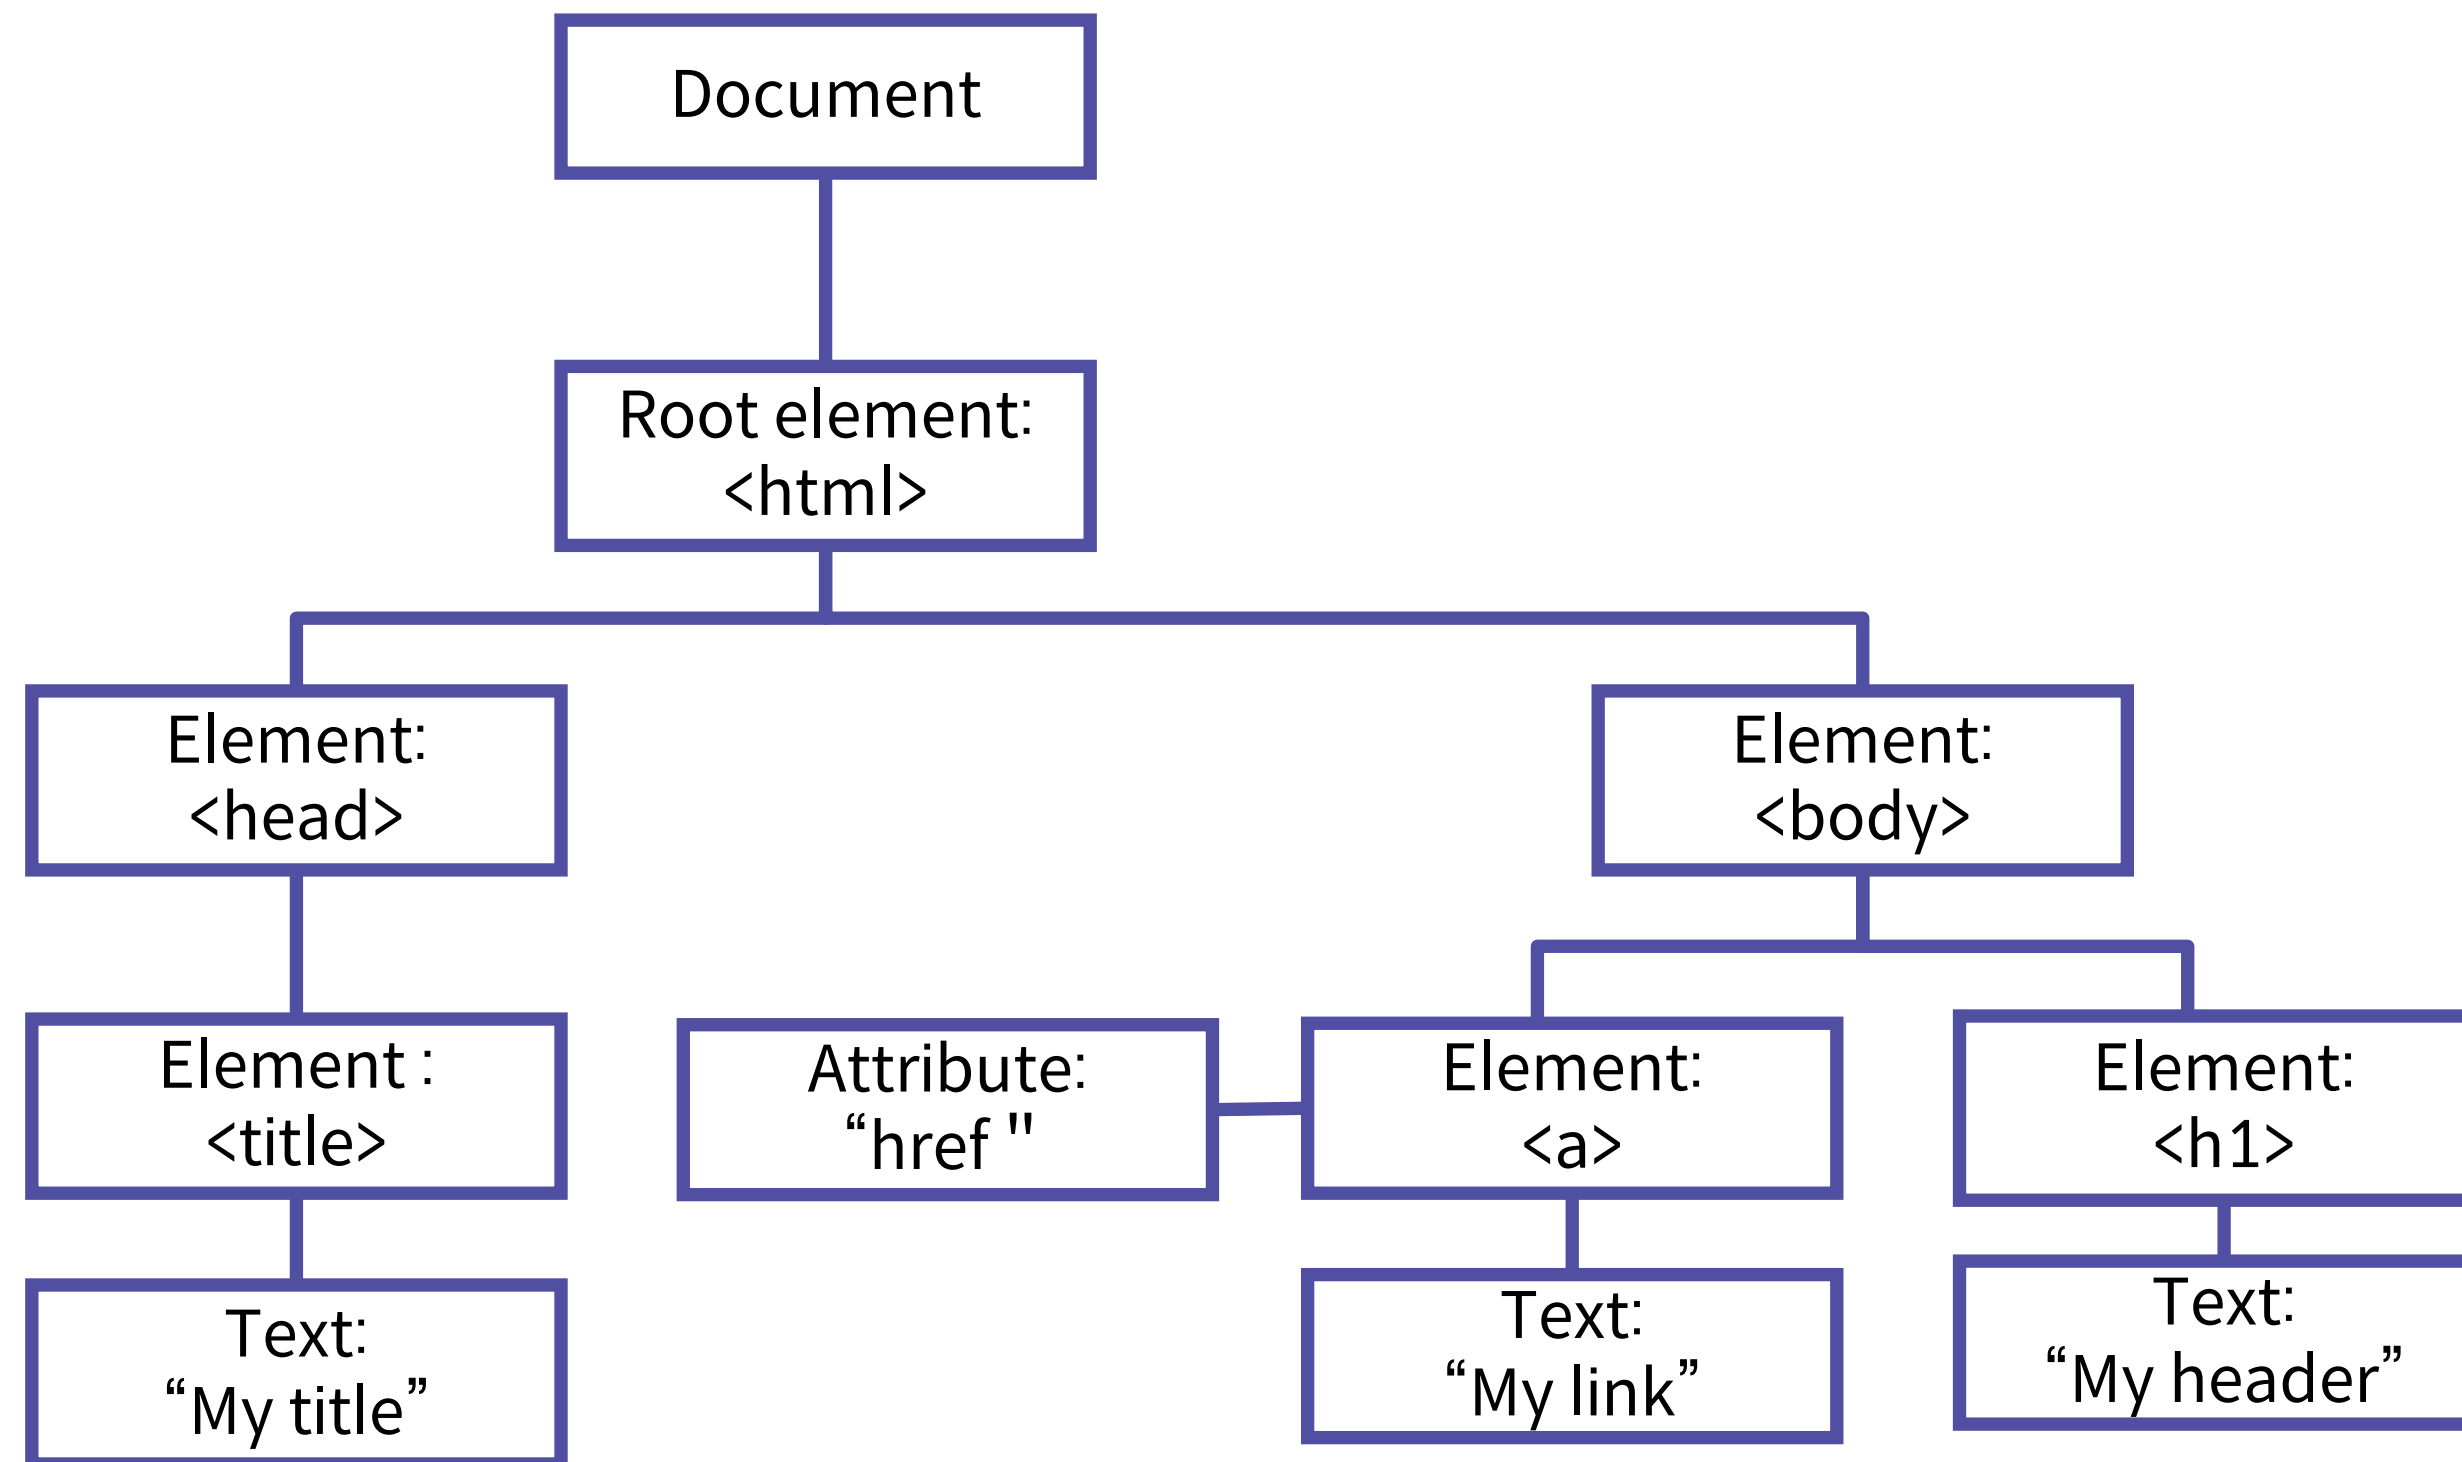 Document
Root element:
<html>
Element:
<head>
Element:
<body>
Element :
<title>
Attribute:
“href "
Element:
<a>
Element:
<h1>
Text:
“My title”
Text:
“My link”
Text:
“My header”